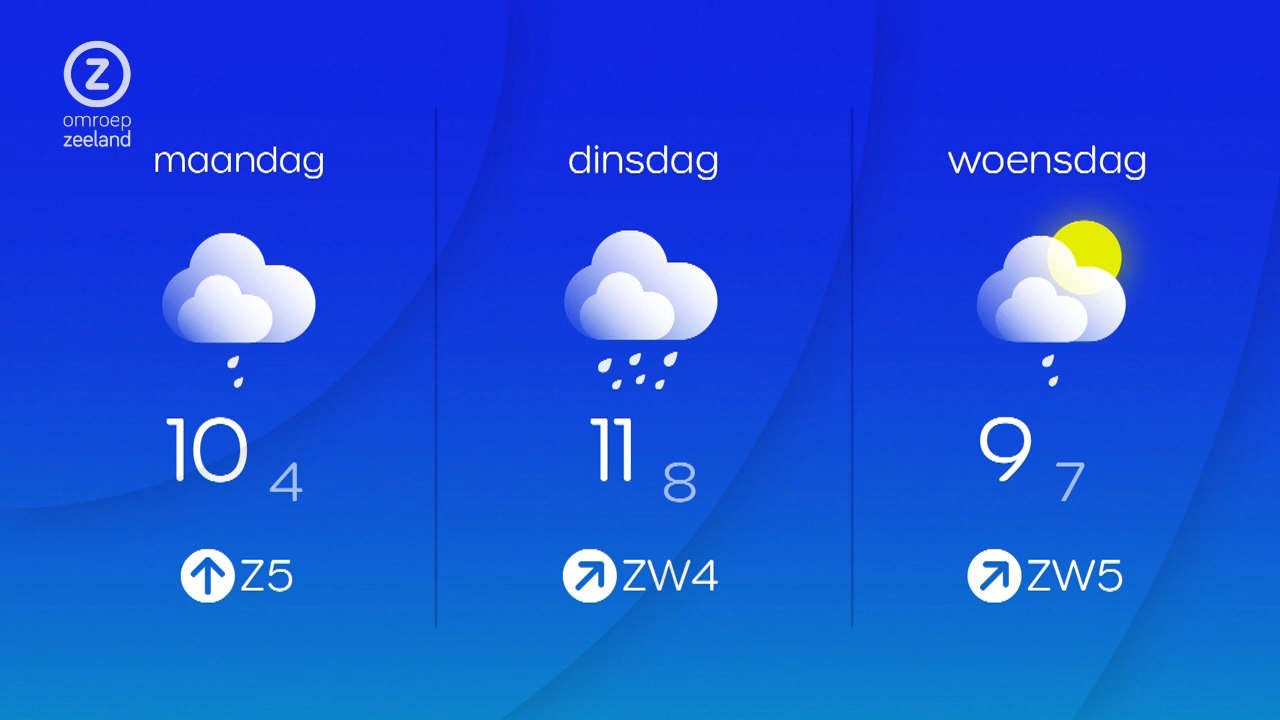 Z
omroep
zeeland
maandag
10 4
Z5
dinsdag
11 8
ZW4
woensdag
9 7
ZW5